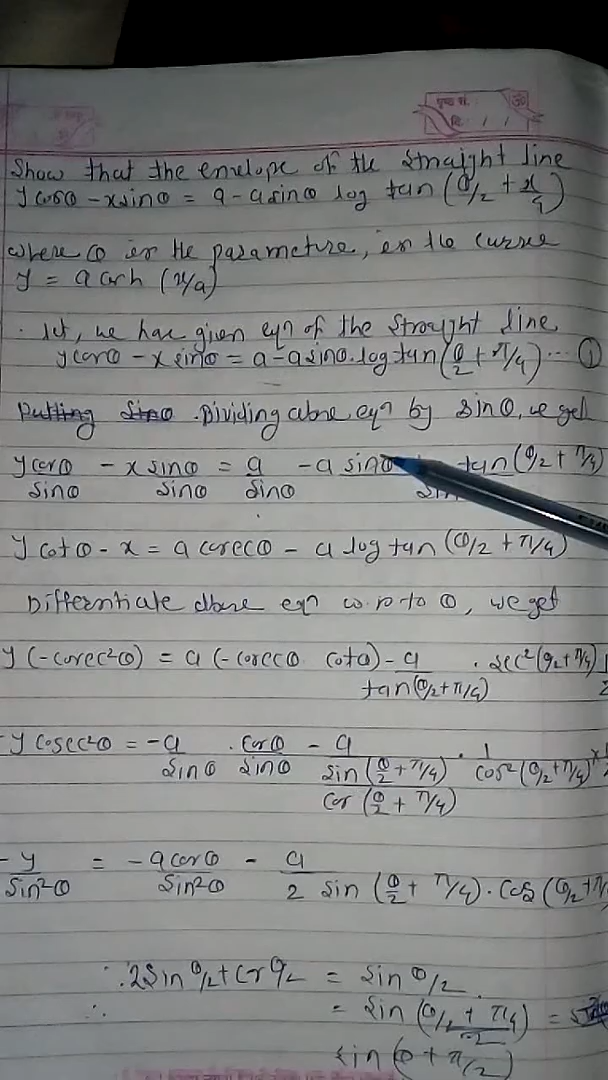 पृष्ठ सं.
ॐ
Show that the envelope of the straight line
y cosθ - x sinθ = a - a sinθ log tan (θ/2 + π/4)
where θ is the parameture, is the curve
y = a cosh (x/a)
let, we have given eqn of the straight line
y cosθ - x sinθ = a - a sinθ . log tan (θ/2 + π/4) ... ①
Putting Sinθ . Dividing above eqn by sinθ, we get
y cosθ/sinθ - x sinθ/sinθ = a/sinθ - a sinθ tan (θ/2 + π/4)
y cotθ - x = a cosecθ - a log tan (θ/2 + π/4)
Differntiate above eqn w.r.to θ, we get
y (-cosec²θ) = a (-cosecθ cotθ) - a/tan(θ/2 + π/4) . sec²(θ/2 + π/4)
- y cosec²θ = -a/sinθ . cosθ/sinθ - a/(sin(θ/2 + π/4)/cos(θ/2 + π/4)) . 1/cos²(θ/2 + π/4) ×
- y/sin²θ = -a cosθ/sin²θ - a/2 sin (θ/2 + π/4) . cos (θ/2 + π/
∴ 2 sin θ/2 + cos θ/2 = sin θ/2
∴ = sin (θ/2 + π/4) =
sin (θ + π/2)